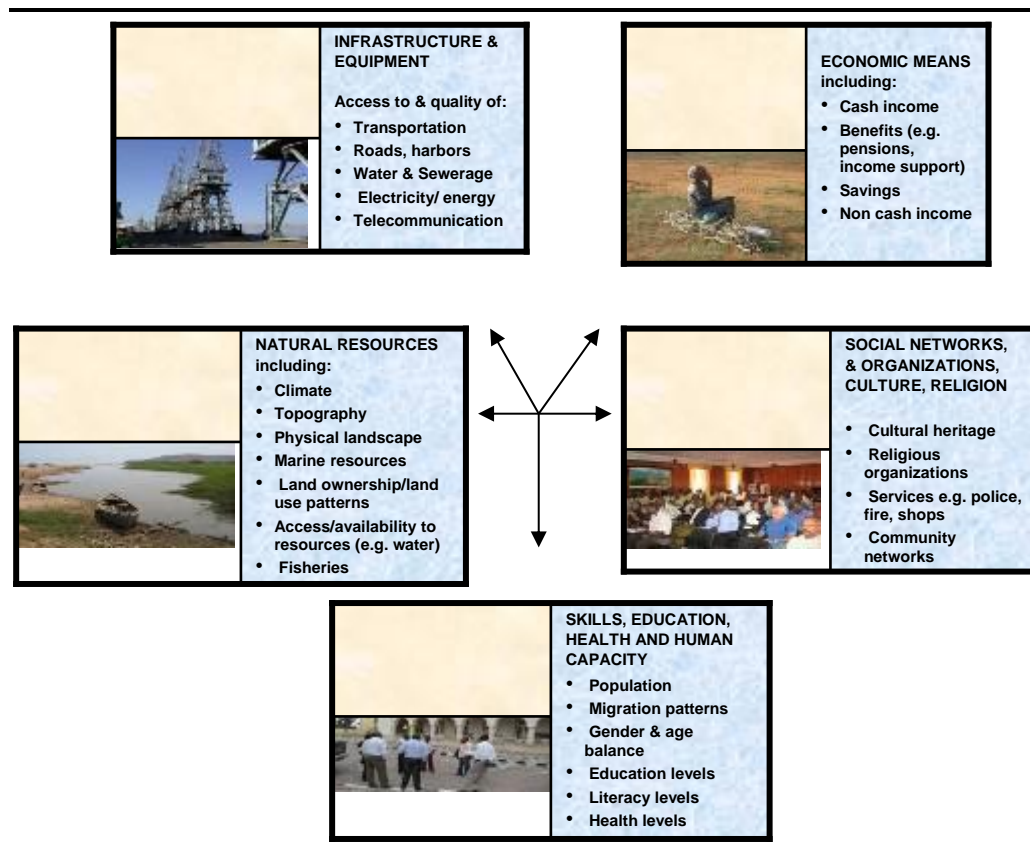 INFRASTRUCTURE &
EQUIPMENT
Access to & quality of:
• Transportation
• Roads, harbors
• Water & Sewerage
• Electricity/ energy
• Telecommunication
ECONOMIC MEANS
including:
• Cash income
• Benefits (e.g.
pensions,
income support)
• Savings
• Non cash income
NATURAL RESOURCES
including:
• Climate
• Topography
• Physical landscape
• Marine resources
• Land ownership/land
use patterns
• Access/availability to
resources (e.g. water)
• Fisheries
SOCIAL NETWORKS,
& ORGANIZATIONS,
CULTURE, RELIGION
• Cultural heritage
• Religious
organizations
• Services e.g. police,
fire, shops
• Community
networks
SKILLS, EDUCATION,
HEALTH AND HUMAN
CAPACITY
• Population
• Migration patterns
• Gender & age
balance
• Education levels
• Literacy levels
• Health levels